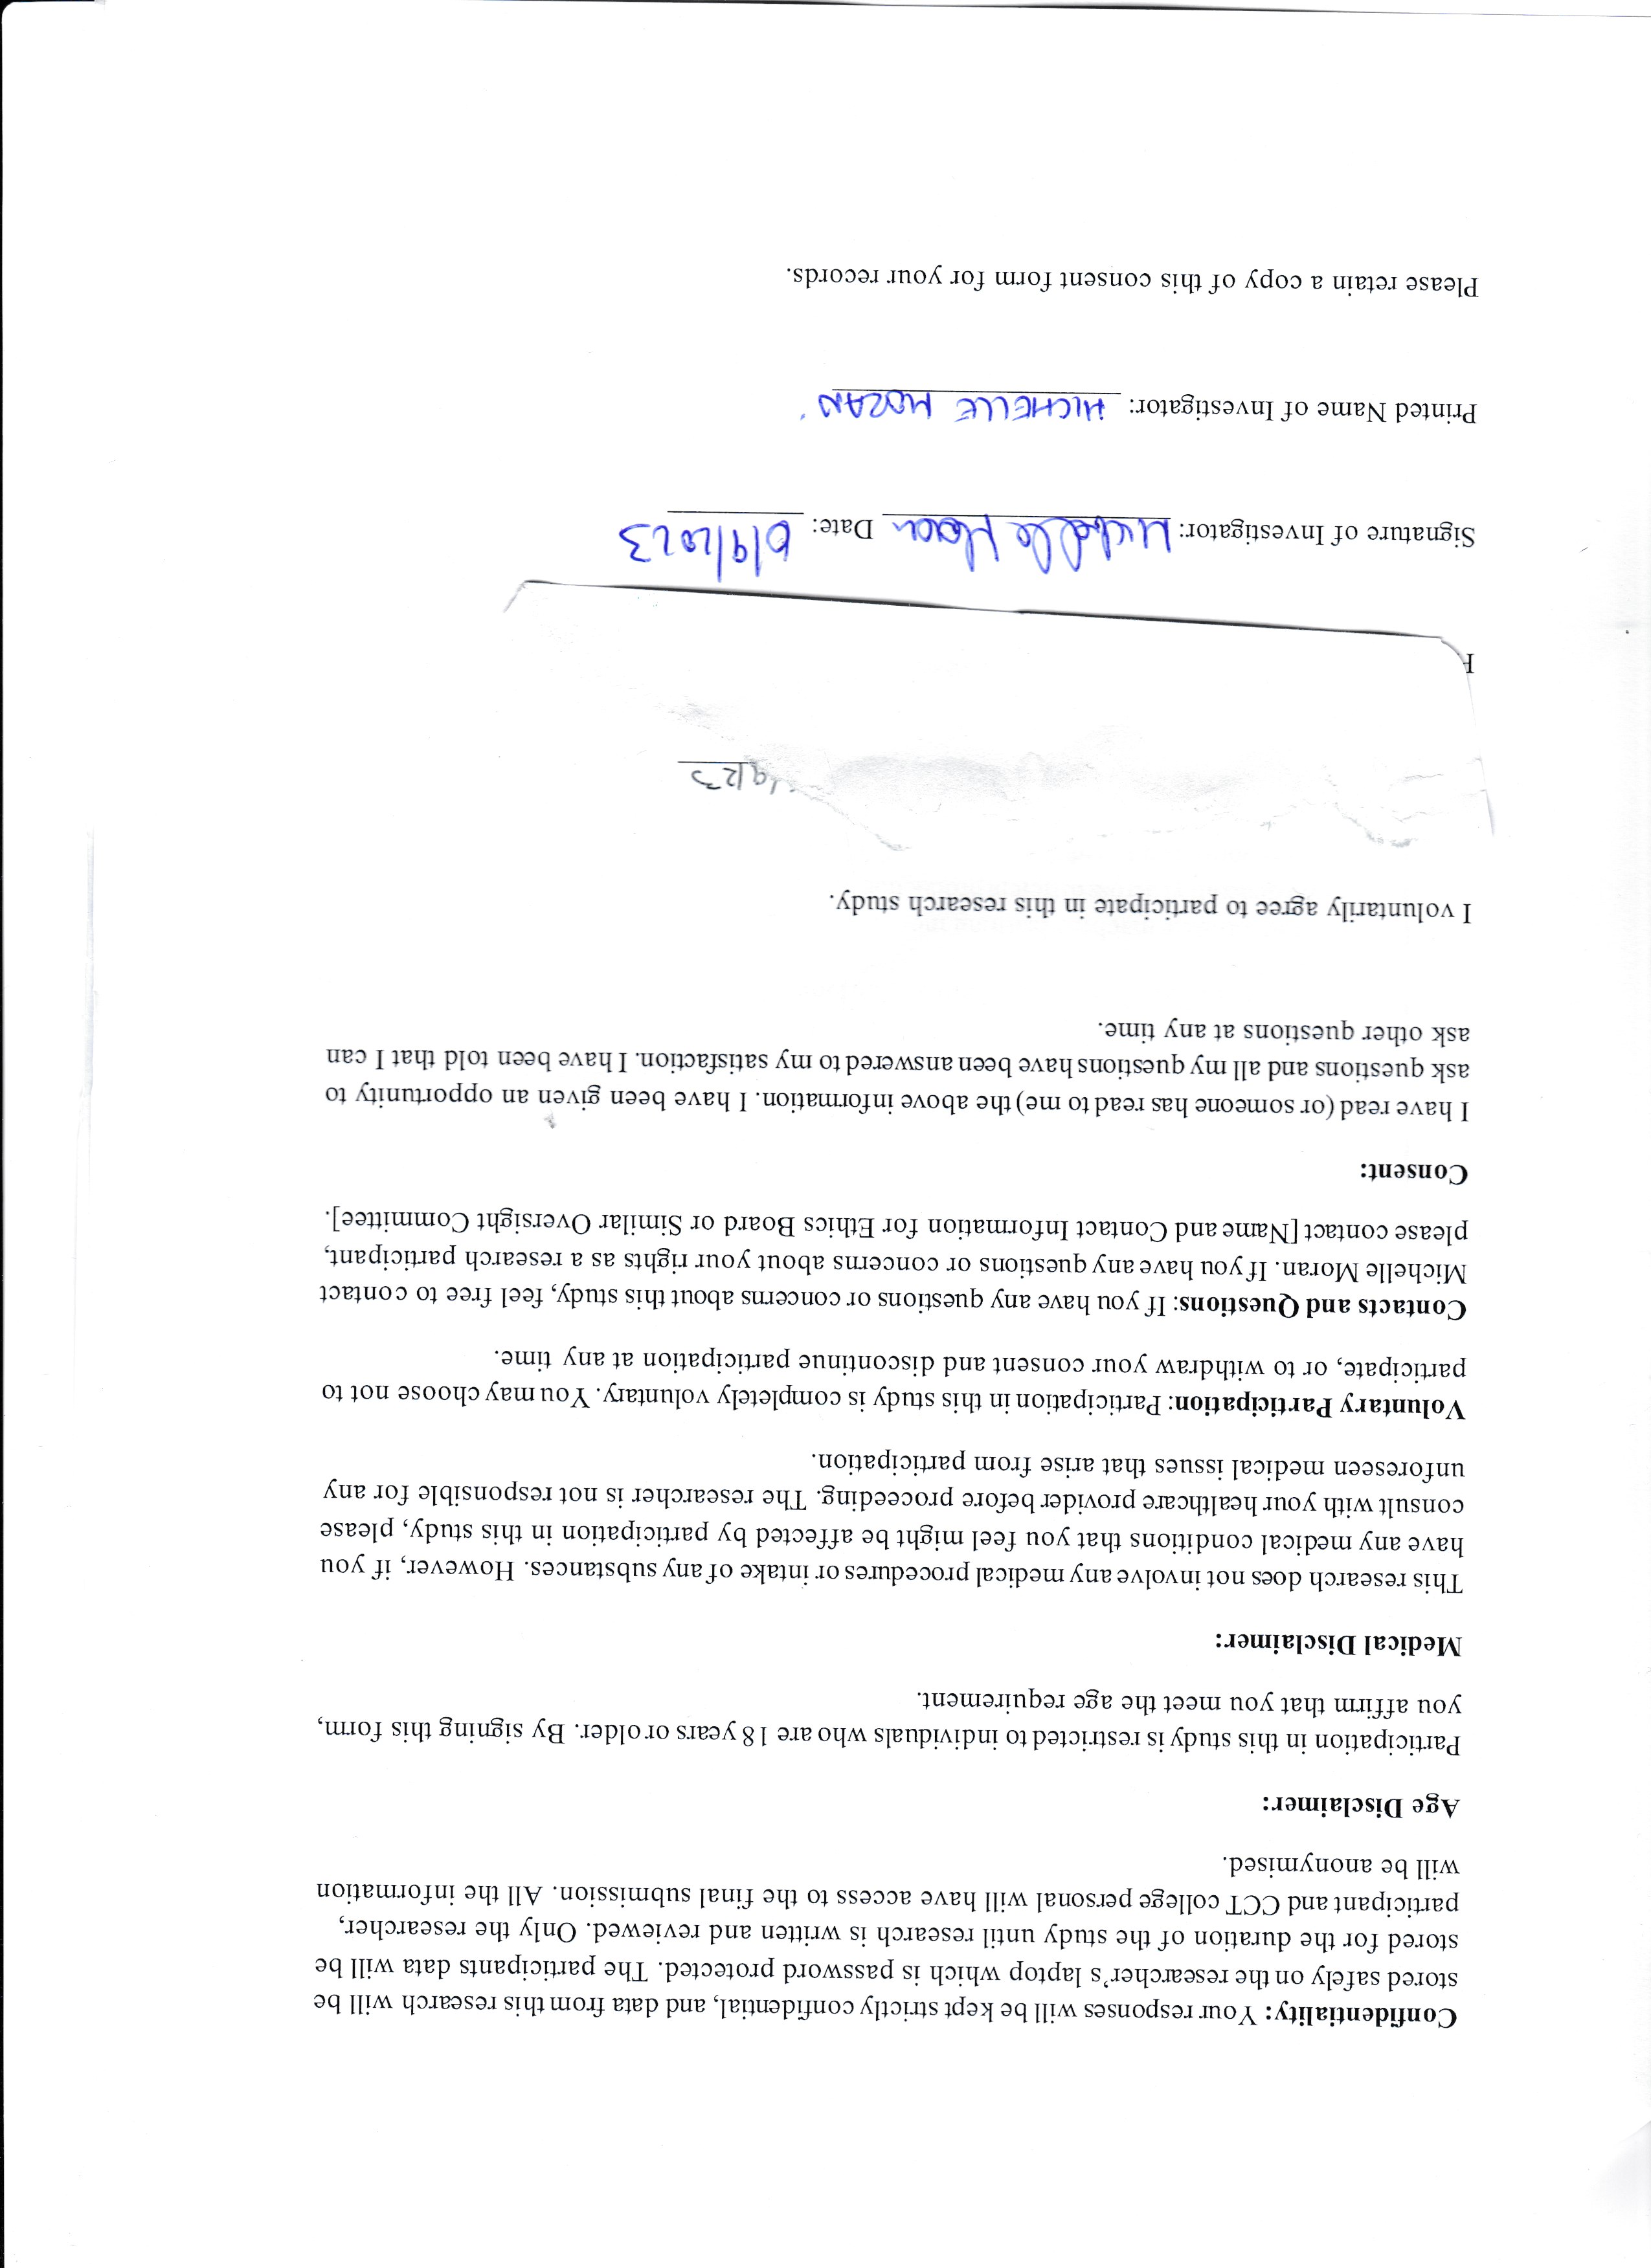 Confidentiality: Your responses will be kept strictly confidential, and data from this research will be
stored safely on the researcher's laptop which is password protected. The participants data will be
stored for the duration of the study until research is written and reviewed. Only the researcher,
participant and CCT college personal will have access to the final submission. All the information
will be anonymised.
Age Disclaimer:
Participation in this study is restricted to individuals who are 18 years or older. By signing this form,
you affirm that you meet the age requirement.
Medical Disclaimer:
This research does not involve any medical procedures or intake of any substances. However, if you
have any medical conditions that you feel might be affected by participation in this study, please
consult with your healthcare provider before proceeding. The researcher is not responsible for any
unforeseen medical issues that arise from participation.
Voluntary Participation: Participation in this study is completely voluntary. You may choose not to
participate, or to withdraw your consent and discontinue participation at any time.
Contacts and Questions: If you have any questions or concerns about this study, feel free to contact
Michelle Moran. If you have any questions or concerns about your rights as a research participant,
please contact [Name and Contact Information for Ethics Board or Similar Oversight Committee].
Consent:
I have read (or someone has read to me) the above information. I have been given an opportunity to
ask questions and all my questions have been answered to my satisfaction. I have been told that I can
ask other questions at any time.
I voluntarily agree to participate in this research study.
/9/23
Signature of Investigator: Michelle Moran Date: 6/9/2023
Printed Name of Investigator: MICHELLE MORAN
Please retain a copy of this consent form for your records.